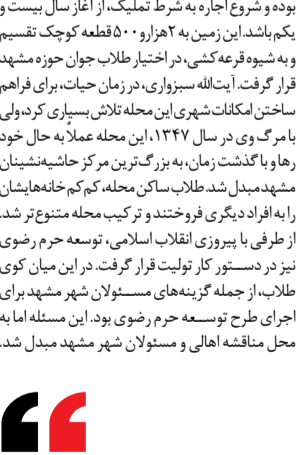 بوده و شروع اجاره به شرط تملیک، از آغاز سال بیست و
یکم باشد. این زمین به ۲هزارو۵۰۰ قطعه کوچک تقسیم
و به شیوه قرعه‌کشی، در اختیار طلاب جوان حوزه مشهد
قرار گرفت. آیت‌الله سبزواری، در زمان حیات، برای فراهم
ساختن امکانات شهری این محله تلاش بسیاری کرد، ولی
با مرگ وی در سال ۱۳۴۷، این محله عملاً به حال خود
رها و با گذشت زمان، به بزرگ‌ترین مرکز حاشیه‌نشینان
مشهد مبدل شد. طلاب ساکن محله، کم‌کم خانه‌هایشان
را به افراد دیگری فروختند و ترکیب محله متنوع‌تر شد.
از طرفی با پیروزی انقلاب اسلامی، توسعه حرم رضوی
نیز در دستور کار تولیت قرار گرفت. در این میان کوی
طلاب، از جمله گزینه‌های مسئولان شهر مشهد برای
اجرای طرح توسعه حرم رضوی بود. این مسئله اما به
محل مناقشه اهالی و مسئولان شهر مشهد مبدل شد.